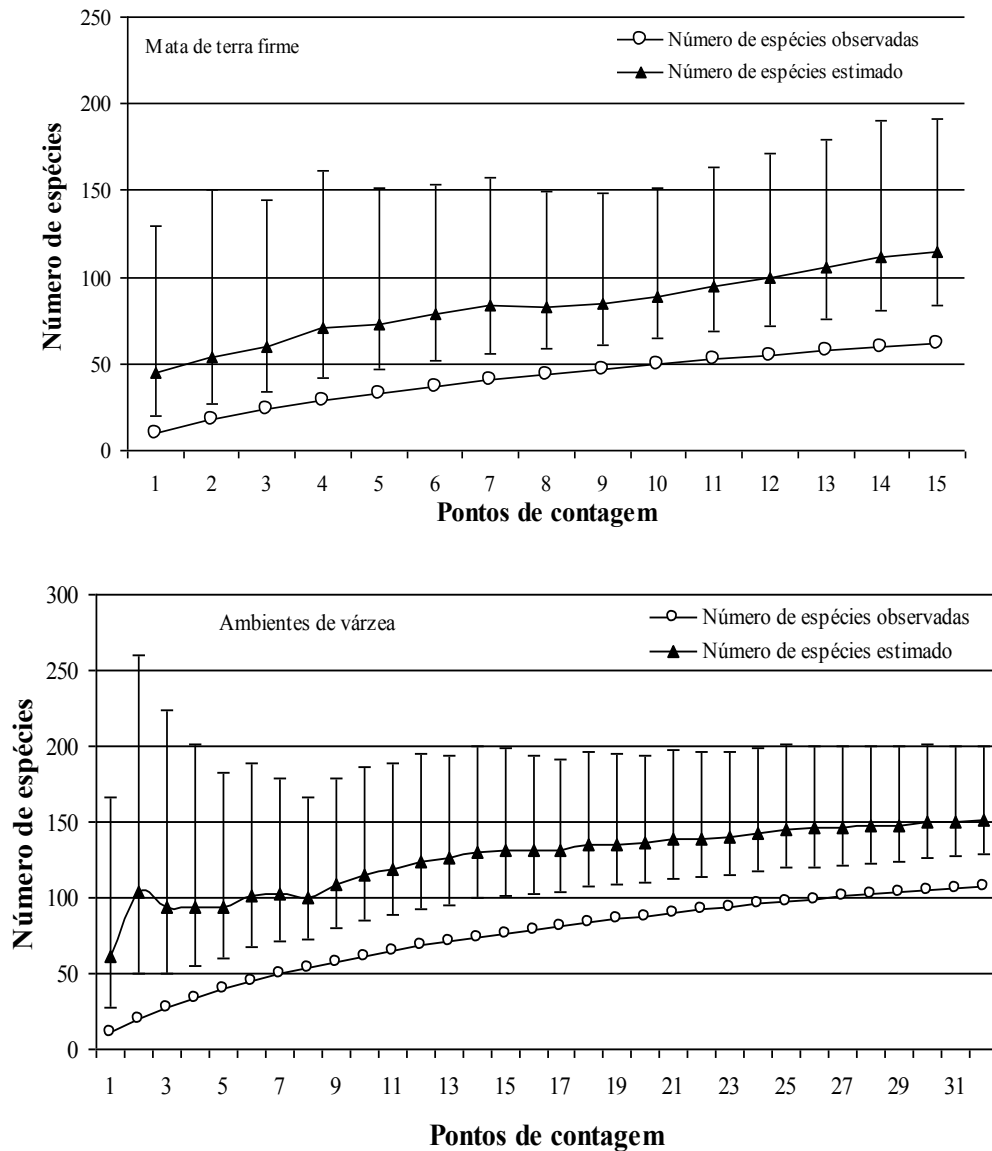 250
200
150
100
50
0
Número de espécies
Mata de terra firme
Número de espécies observadas
Número de espécies estimado
1 2 3 4 5 6 7 8 9 10 11 12 13 14 15
Pontos de contagem
300
250
200
150
100
50
0
Número de espécies
Ambientes de várzea
Número de espécies observadas
Número de espécies estimado
1 3 5 7 9 11 13 15 17 19 21 23 25 27 29 31
Pontos de contagem